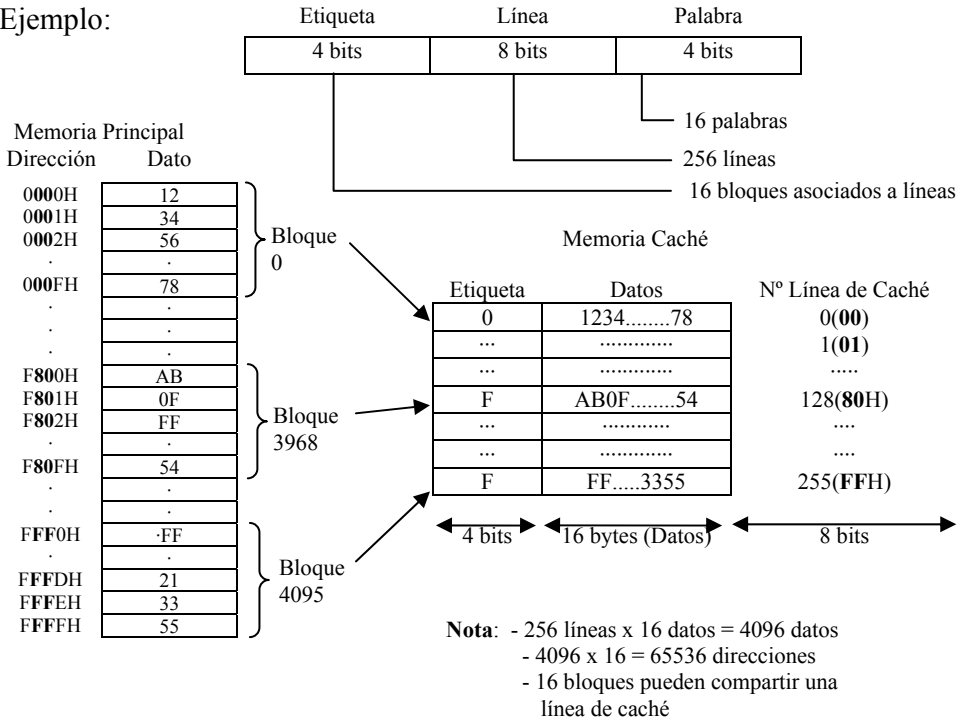 Ejemplo:
Etiqueta Línea Palabra
4 bits 8 bits 4 bits
16 palabras
256 líneas
16 bloques asociados a líneas
Memoria Principal
Dirección Dato
0000H 12
0001H 34
0002H 56
· ·
000FH 78
· ·
· ·
· ·
F800H AB
F801H 0F
F802H FF
· ·
F80FH 54
· ·
· ·
FFF0H ·FF
· ·
FFFDH 21
FFFEH 33
FFFFH 55
Bloque
0
Bloque
3968
Bloque
4095
Memoria Caché
Etiqueta Datos Nº Línea de Caché
0 1234........78 0(00)
... ............. 1(01)
... ............. .....
F AB0F........54 128(80H)
... ............ ....
... ............. ....
F FF.....3355 255(FFH)
4 bits 16 bytes (Datos) 8 bits
Nota: - 256 líneas x 16 datos = 4096 datos
- 4096 x 16 = 65536 direcciones
- 16 bloques pueden compartir una
línea de caché